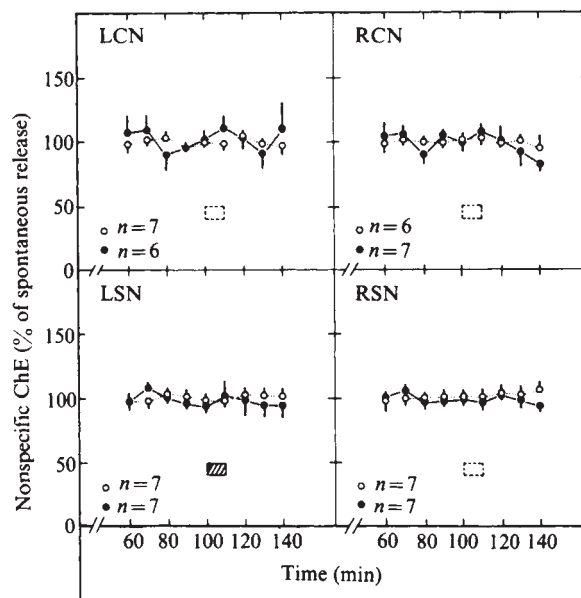 Nonspecific ChE (% of spontaneous release)
LCN
150
100
50
0
○ n=7
● n=6
RCN
○ n=6
● n=7
LSN
150
100
50
0
○ n=7
● n=7
RSN
○ n=7
● n=7
60 80 100 120 140
60 80 100 120 140
Time (min)